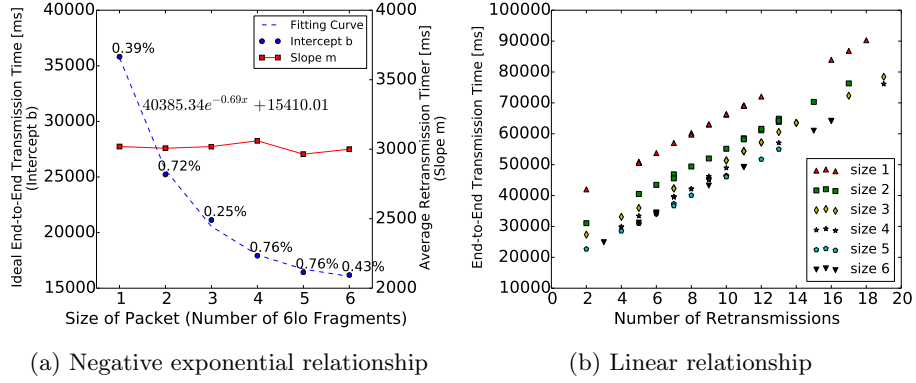 40000
35000
30000
25000
20000
15000
Ideal End-to-End Transmission Time [ms]
(Intercept b)
4000
3500
3000
2500
2000
Average Retransmission Timer [ms]
(Slope m)
Fitting Curve
Intercept b
Slope m
0.39%
40385.34e^{-0.69x} +15410.01
0.72%
0.25%
0.76%
0.76%
0.43%
1 2 3 4 5 6
Size of Packet (Number of 6lo Fragments)
(a) Negative exponential relationship
100000
90000
80000
70000
60000
50000
40000
30000
20000
10000
End-to-End Transmission Time [ms]
size 1
size 2
size 3
size 4
size 5
size 6
0 2 4 6 8 10 12 14 16 18 20
Number of Retransmissions
(b) Linear relationship